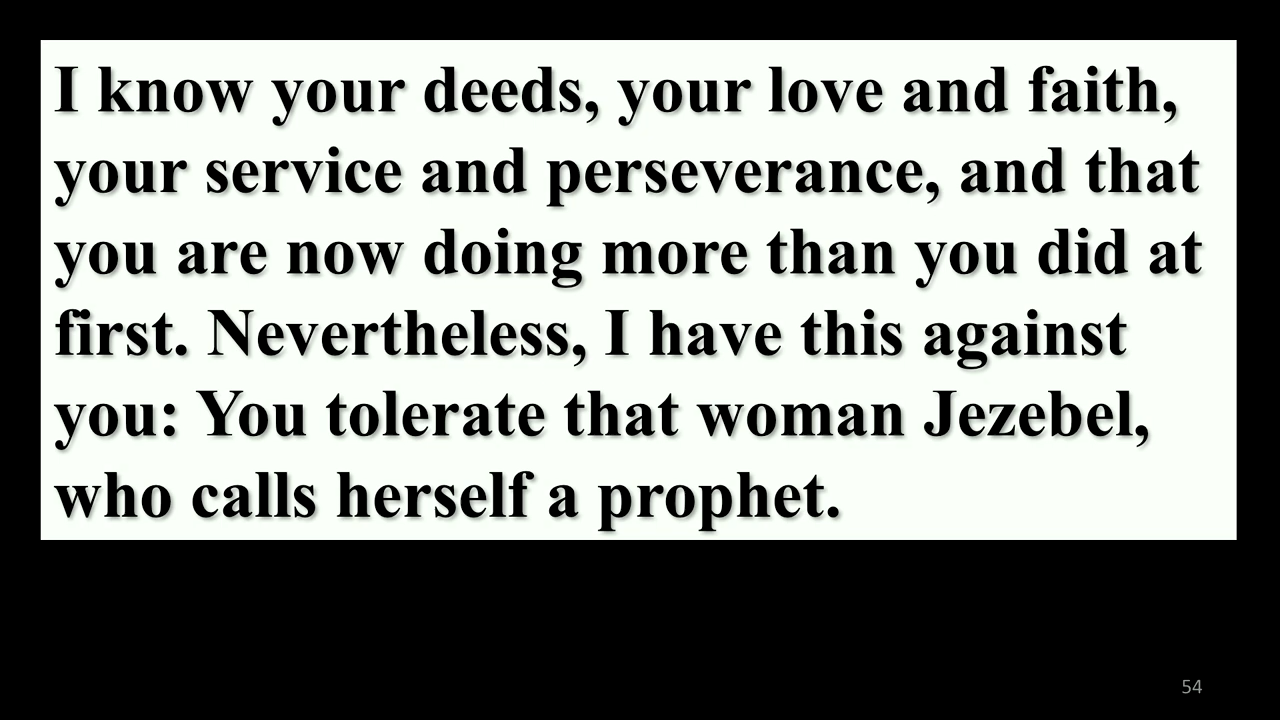 I know your deeds, your love and faith,
your service and perseverance, and that
you are now doing more than you did at
first. Nevertheless, I have this against
you: You tolerate that woman Jezebel,
who calls herself a prophet.
54